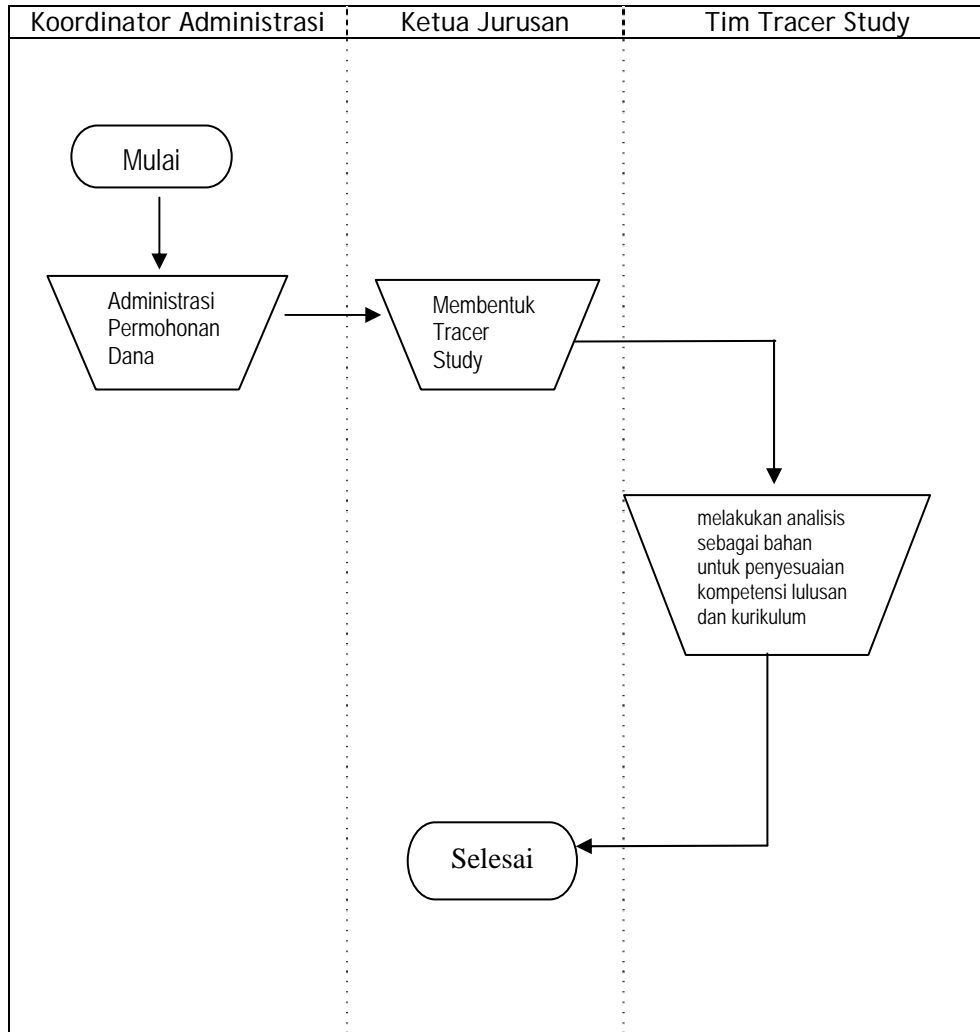 Koordinator Administrasi
Ketua Jurusan
Tim Tracer Study
Mulai
Administrasi
Permohonan
Dana
Membentuk
Tracer
Study
melakukan analisis
sebagai bahan
untuk penyesuaian
kompetensi lulusan
dan kurikulum
Selesai